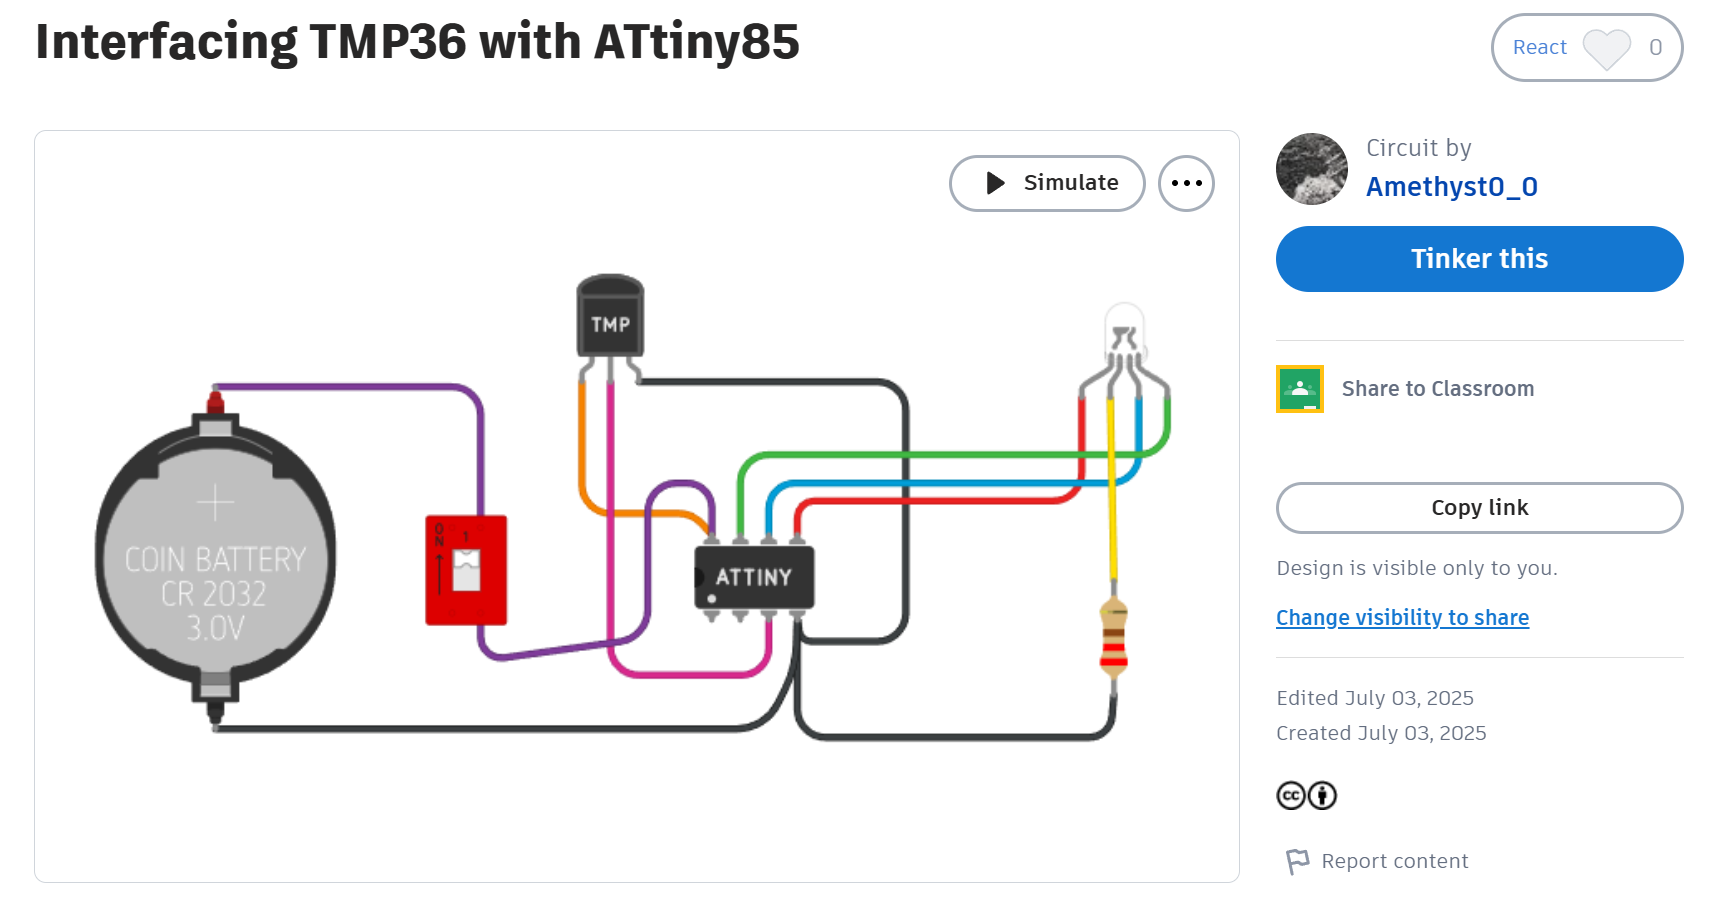 Interfacing TMP36 with ATtiny85
React 0
Simulate
TMP
ON
1
COIN BATTERY
CR 2032
3.0V
ATTINY
Circuit by
Amethyst0_0
Tinker this
Share to Classroom
Copy link
Design is visible only to you.
Change visibility to share
Edited July 03, 2025
Created July 03, 2025
cc
Report content